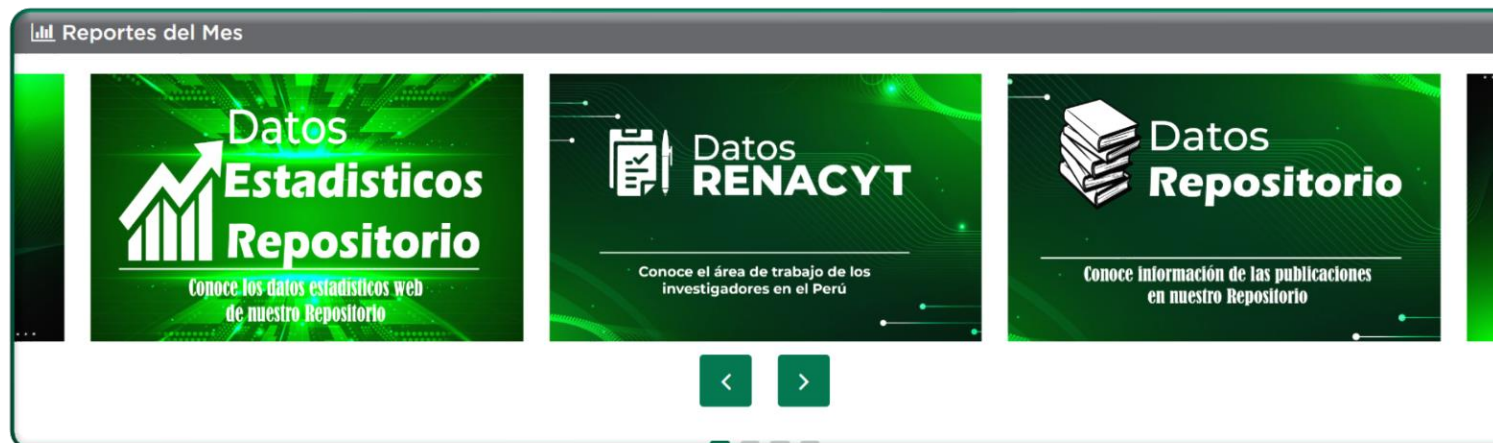 Reportes del Mes
Datos
Estadisticos
Repositorio
Conoce los datos estadísticos web
de nuestro Repositorio
Datos
RENACYT
Conoce el área de trabajo de los
investigadores en el Perú
Datos
Repositorio
Conoce información de las publicaciones
en nuestro Repositorio